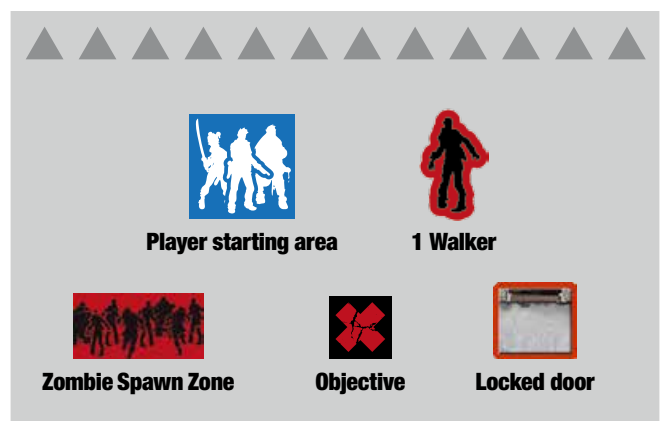 Player starting area
1 Walker
Zombie Spawn Zone
Objective
Locked door